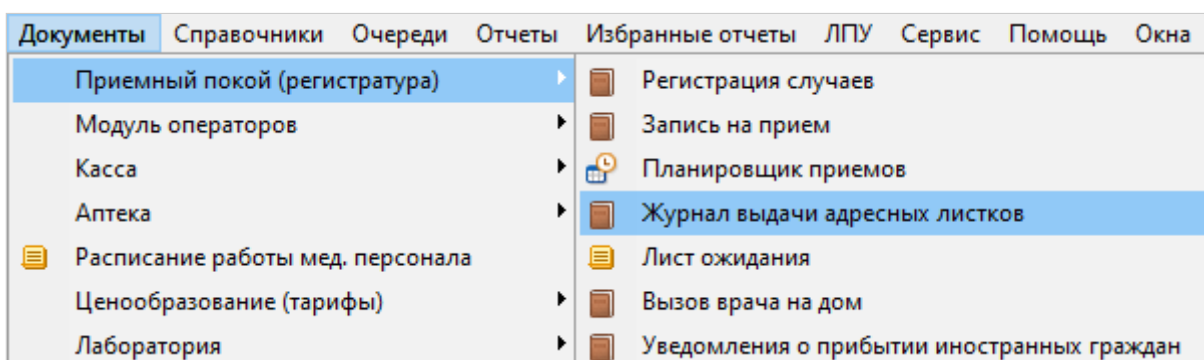 Документы Справочники Очереди Отчеты Избранные отчеты ЛПУ Сервис Помощь Окна
Приемный покой (регистратура)
Модуль операторов
Касса
Аптека
Расписание работы мед. персонала
Ценообразование (тарифы)
Лаборатория
Регистрация случаев
Запись на прием
Планировщик приемов
Журнал выдачи адресных листков
Лист ожидания
Вызов врача на дом
Уведомления о прибытии иностранных граждан